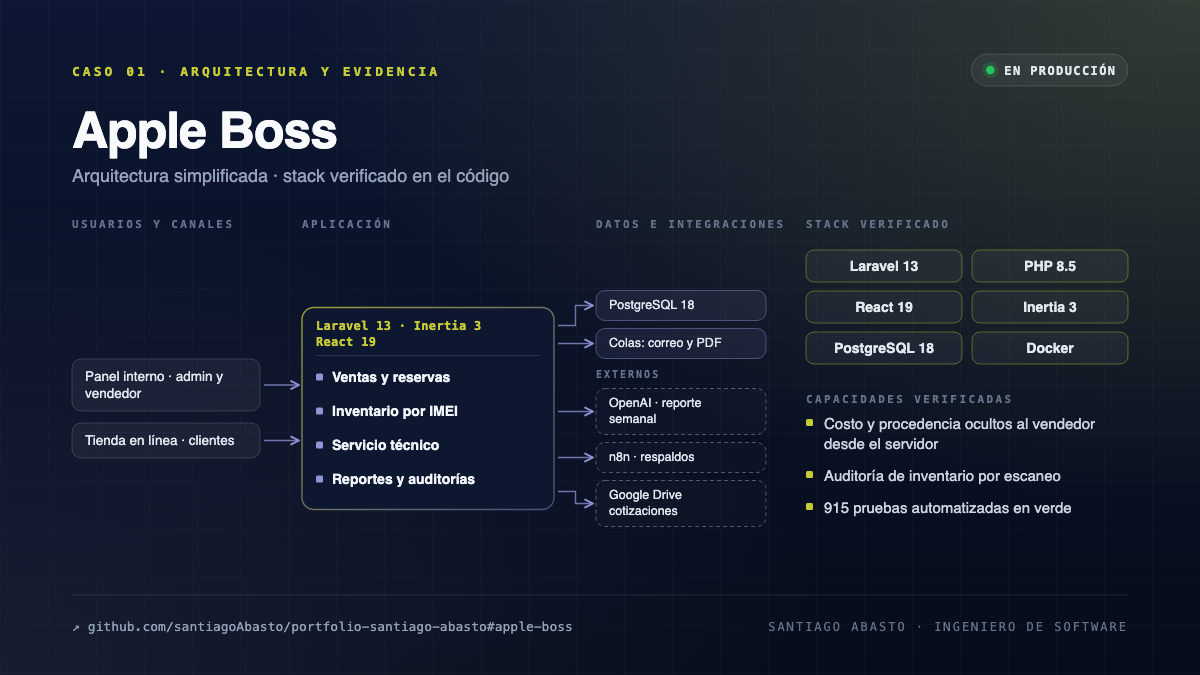 CASO 01 · ARQUITECTURA Y EVIDENCIA
EN PRODUCCIÓN
Apple Boss
Arquitectura simplificada · stack verificado en el código
USUARIOS Y CANALES
Panel interno · admin y
vendedor
Tienda en línea · clientes
APLICACIÓN
Laravel 13 · Inertia 3
React 19
Ventas y reservas
Inventario por IMEI
Servicio técnico
Reportes y auditorías
DATOS E INTEGRACIONES
PostgreSQL 18
Colas: correo y PDF
EXTERNOS
OpenAI · reporte
semanal
n8n · respaldos
Google Drive
cotizaciones
STACK VERIFICADO
Laravel 13
PHP 8.5
React 19
Inertia 3
PostgreSQL 18
Docker
CAPACIDADES VERIFICADAS
Costo y procedencia ocultos al vendedor
desde el servidor
Auditoría de inventario por escaneo
915 pruebas automatizadas en verde
↗ github.com/santiagoAbasto/portfolio-santiago-abasto#apple-boss
SANTIAGO ABASTO · INGENIERO DE SOFTWARE